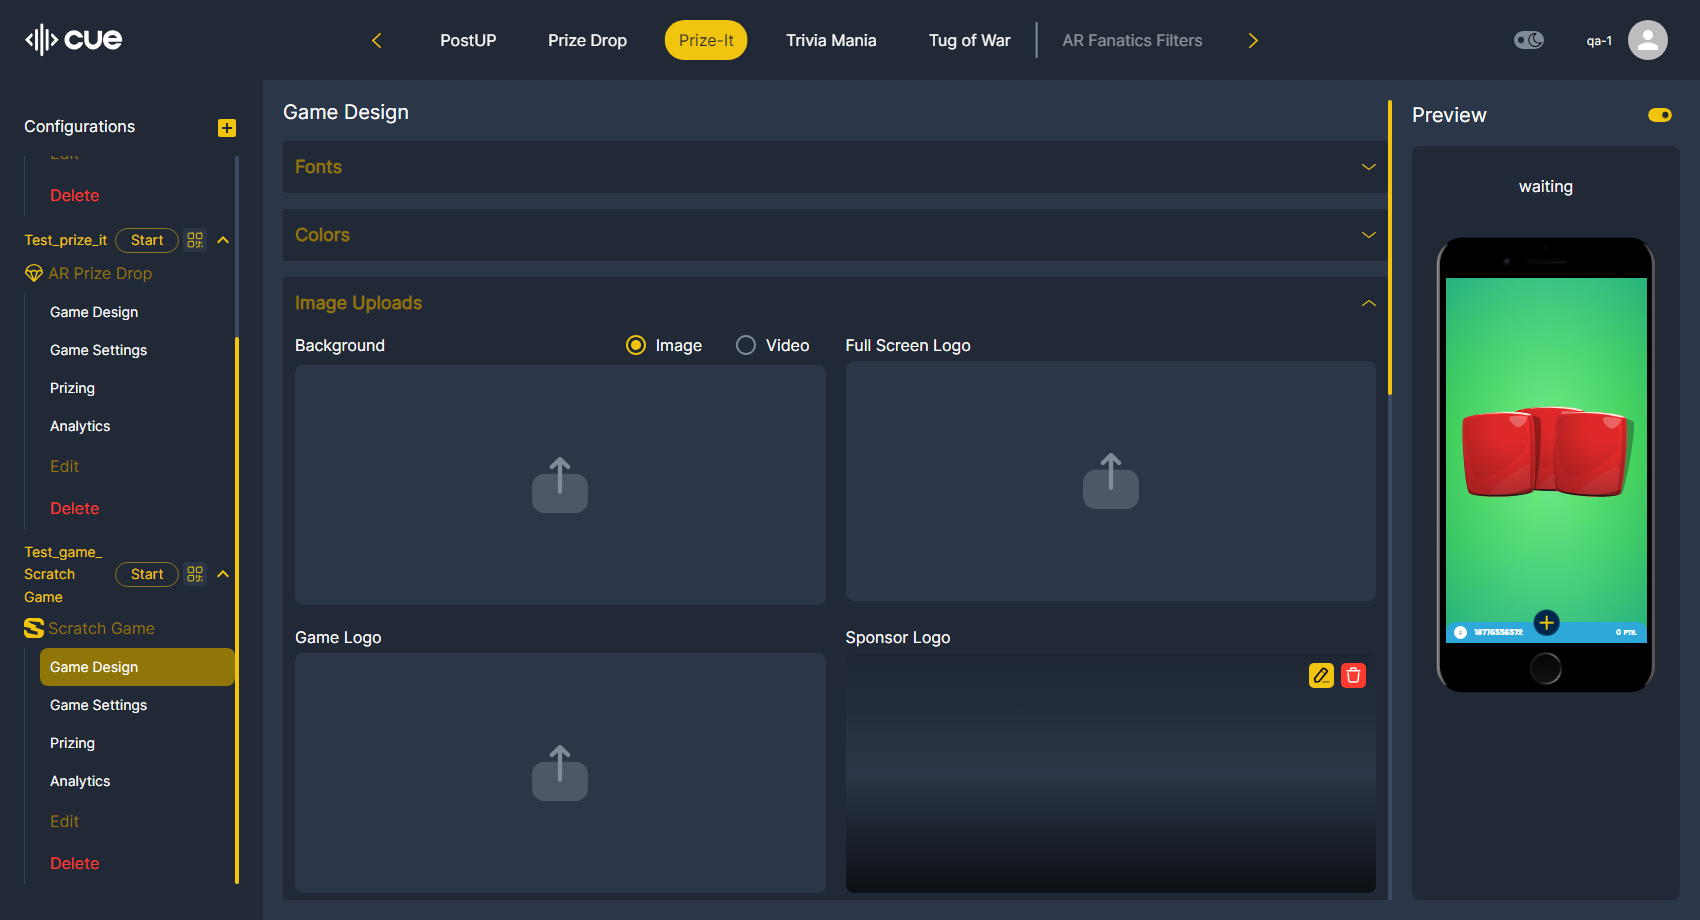 cue
PostUP
Prize Drop
Prize-It
Trivia Mania
Tug of War
AR Fanatics Filters
qa-1
Configurations
Delete
Test_prize_it
Start
AR Prize Drop
Game Design
Game Settings
Prizing
Analytics
Edit
Delete
Test_game_
Scratch
Game
Start
Scratch Game
Game Design
Game Settings
Prizing
Analytics
Edit
Delete
Game Design
Fonts
Colors
Image Uploads
Background
Image
Video
Full Screen Logo
Game Logo
Sponsor Logo
Preview
waiting
0 PTS.